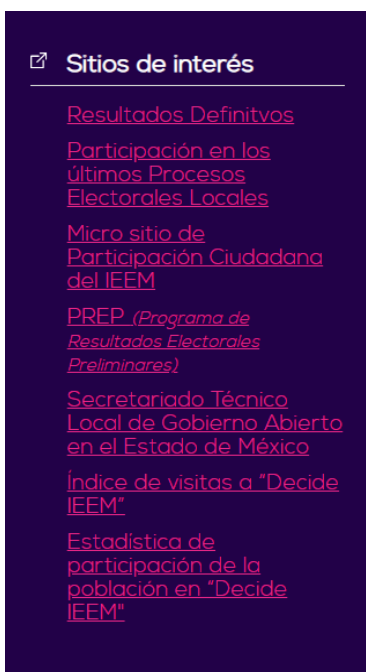 Sitios de interés
Resultados Definitvos
Participación en los
últimos Procesos
Electorales Locales
Micro sitio de
Participación Ciudadana
del IEEM
PREP (Programa de
Resultados Electorales
Preliminares)
Secretariado Técnico
Local de Gobierno Abierto
en el Estado de México
Índice de visitas a “Decide
IEEM”
Estadística de
participación de la
población en “Decide
IEEM"